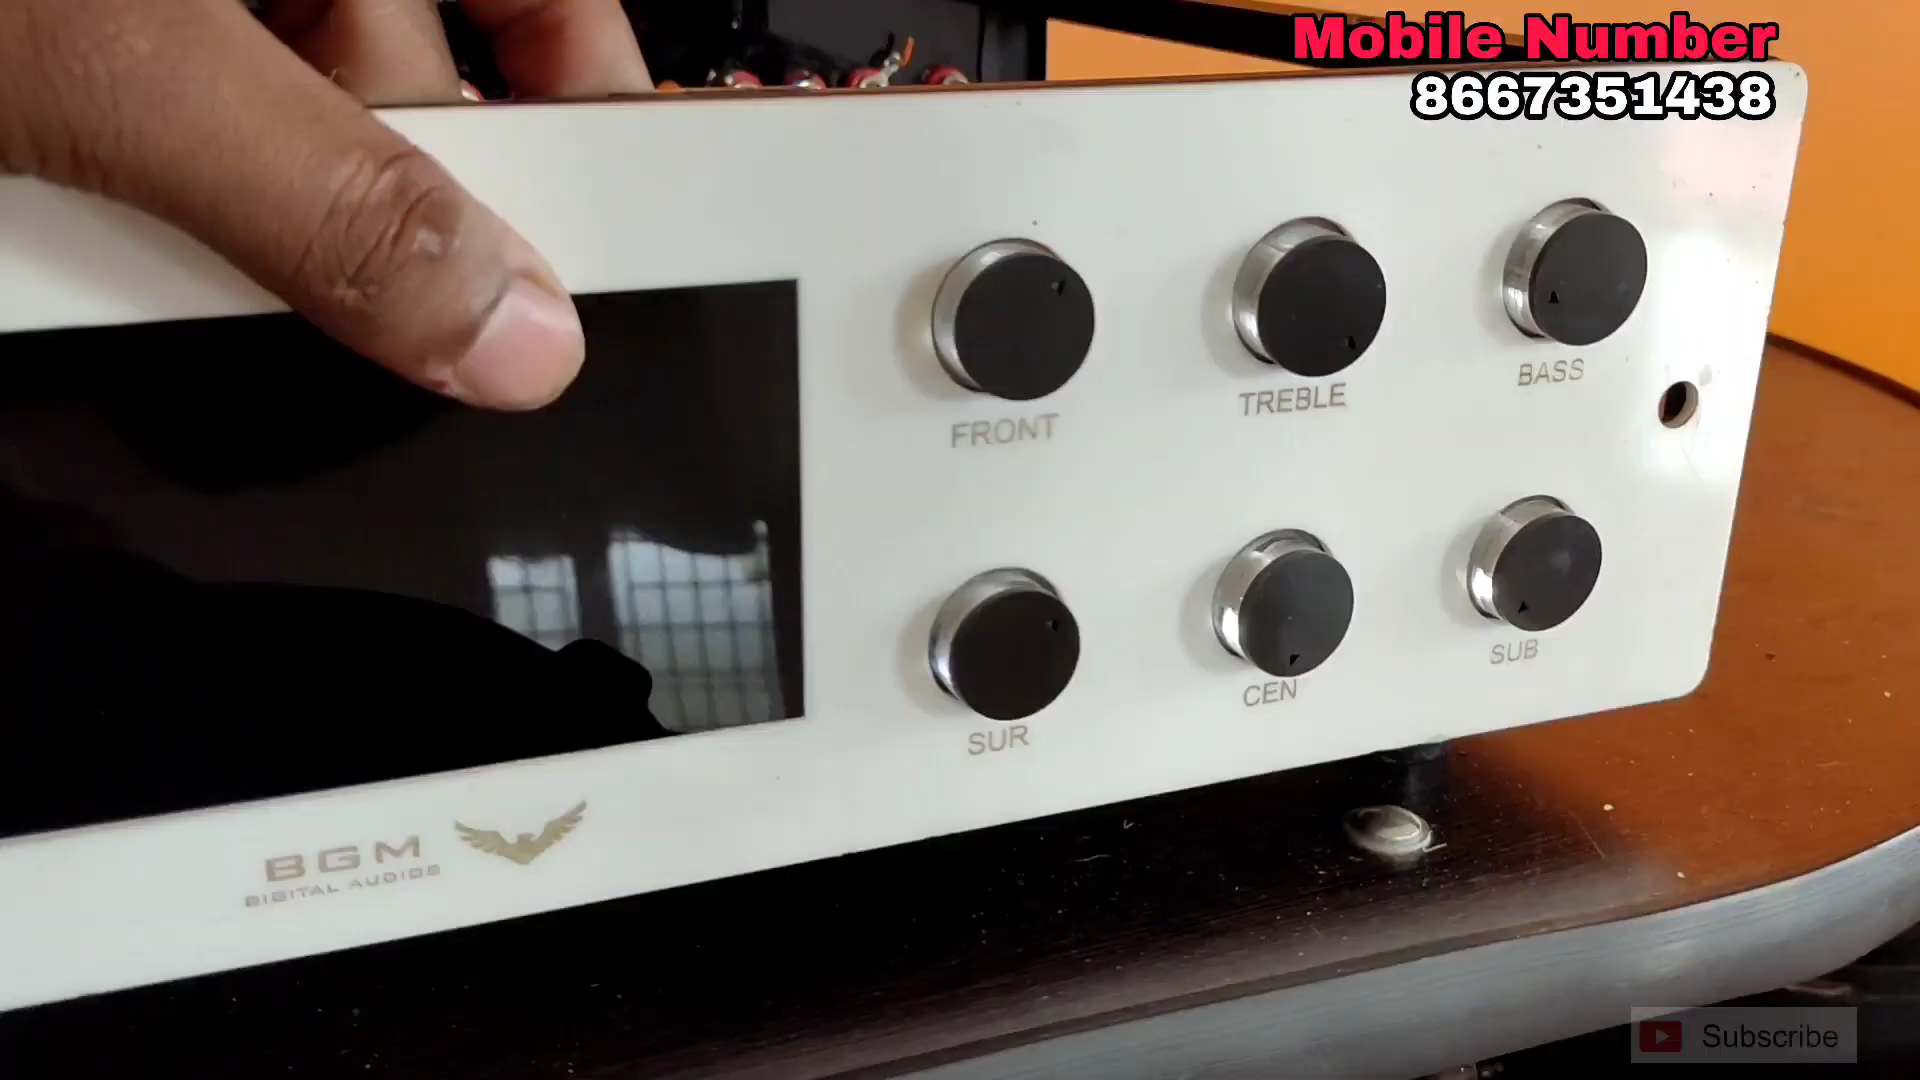 Mobile Number
8667351438
FRONT
TREBLE
BASS
SUR
CEN
SUB
BGM
DIGITAL AUDIOS
Subscribe